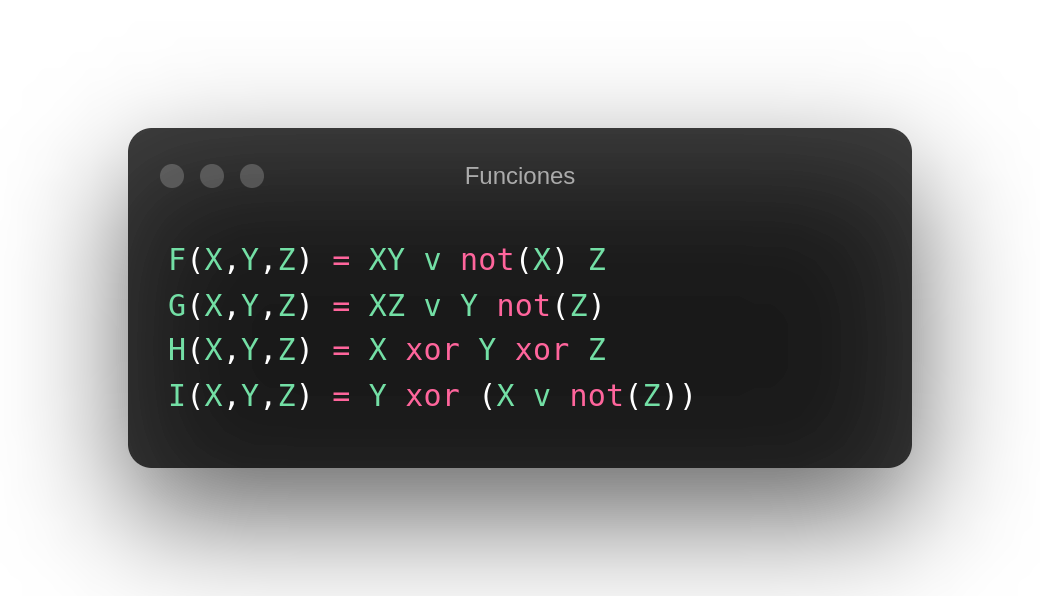 Funciones
F(X,Y,Z) = XY v not(X) Z
G(X,Y,Z) = XZ v Y not(Z)
H(X,Y,Z) = X xor Y xor Z
I(X,Y,Z) = Y xor (X v not(Z))